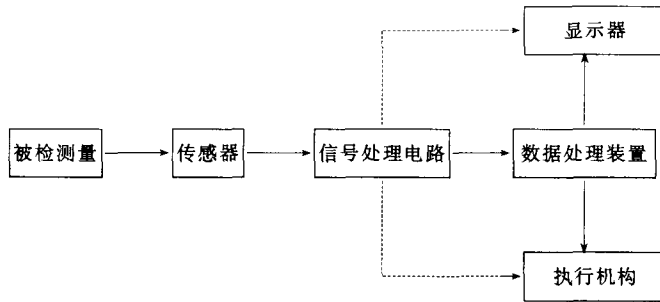 显示器
被检测量
传感器
信号处理电路
数据处理装置
执行机构